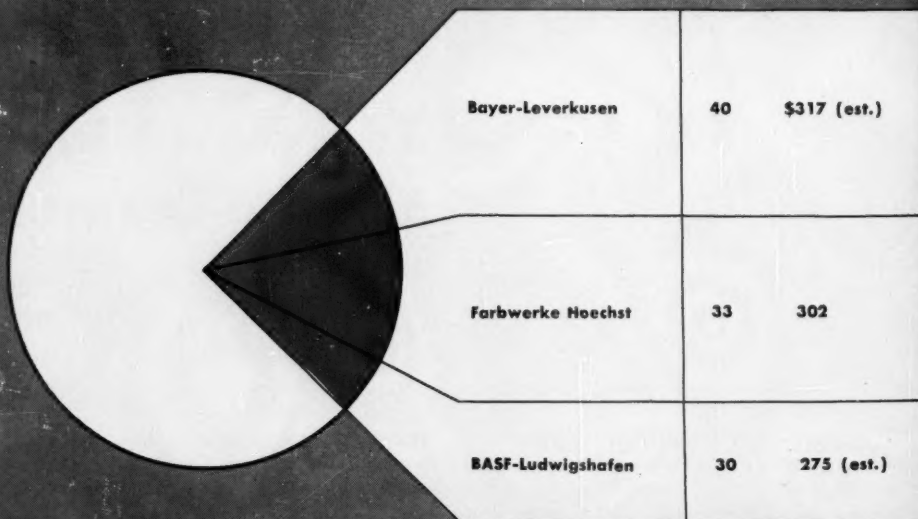 Bayer-Leverkusen 40 $317 (est.)
Farbwerke Hoechst 33 302
BASF-Ludwigshafen 30 275 (est.)